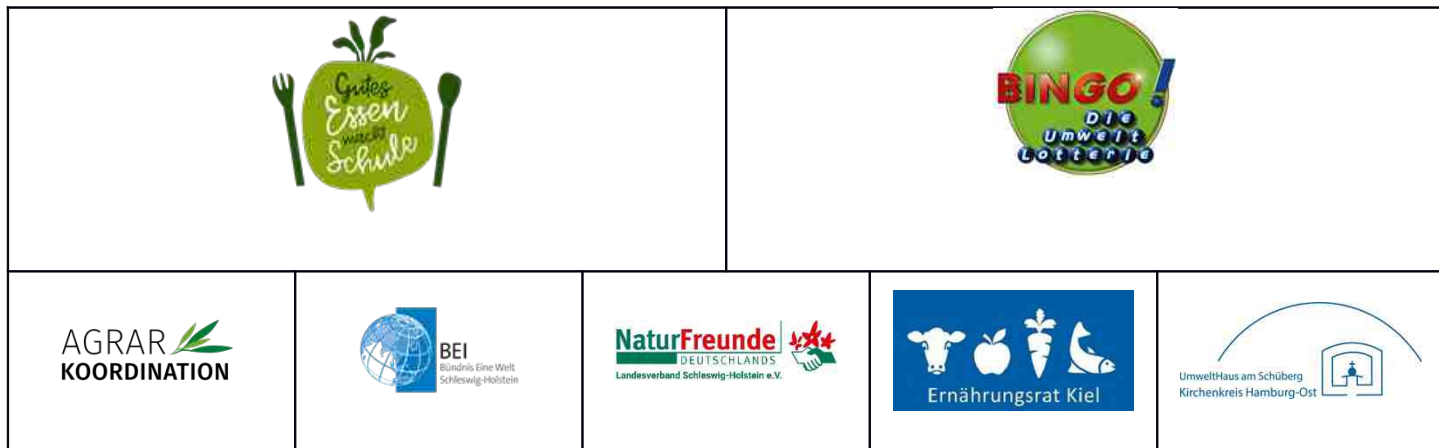 Gutes
Essen
macht
Schule
BINGO!
Die
Umwelt
Lotterie
AGRAR
KOORDINATION
BEI
Bündnis Eine Welt
Schleswig-Holstein
NaturFreunde
DEUTSCHLANDS
Landesverband Schleswig-Holstein e.V.
Ernährungsrat Kiel
UmweltHaus am Schüberg
Kirchenkreis Hamburg-Ost